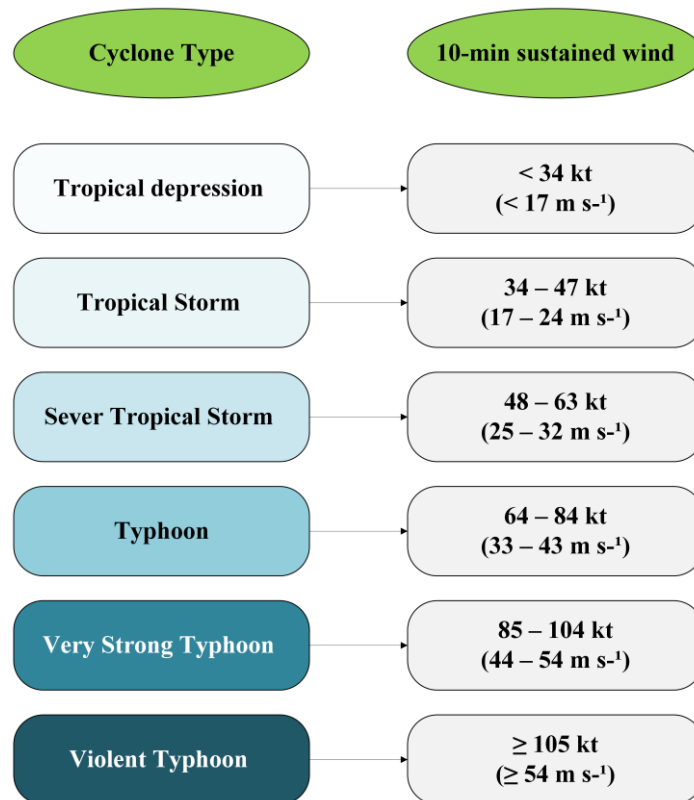 Cyclone Type
10-min sustained wind
Tropical depression
< 34 kt
(< 17 m s-¹)
Tropical Storm
34 – 47 kt
(17 – 24 m s-¹)
Sever Tropical Storm
48 – 63 kt
(25 – 32 m s-¹)
Typhoon
64 – 84 kt
(33 – 43 m s-¹)
Very Strong Typhoon
85 – 104 kt
(44 – 54 m s-¹)
Violent Typhoon
≥ 105 kt
(≥ 54 m s-¹)